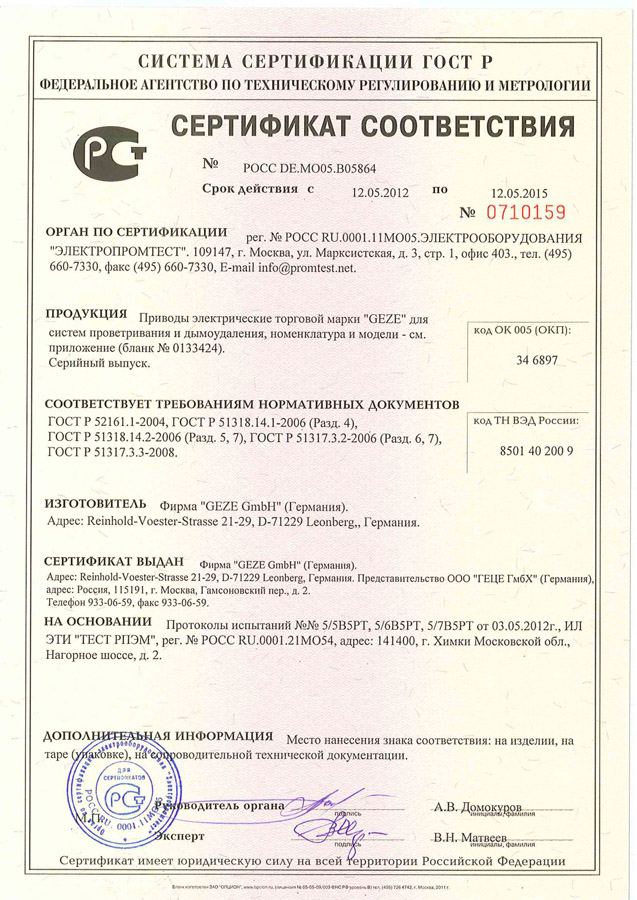 СИСТЕМА СЕРТИФИКАЦИИ ГОСТ Р
ФЕДЕРАЛЬНОЕ АГЕНТСТВО ПО ТЕХНИЧЕСКОМУ РЕГУЛИРОВАНИЮ И МЕТРОЛОГИИ
СЕРТИФИКАТ СООТВЕТСТВИЯ
№ РОСС DE.МО05.В05864
Срок действия с 12.05.2012 по 12.05.2015
№ 0710159
ОРГАН ПО СЕРТИФИКАЦИИ рег. № РОСС RU.0001.11МО05.ЭЛЕКТРООБОРУДОВАНИЯ
"ЭЛЕКТРОПРОМТЕСТ". 109147, г. Москва, ул. Марксистская, д. 3, стр. 1, офис 403., тел. (495)
660-7330, факс (495) 660-7330, E-mail info@promtest.net.
ПРОДУКЦИЯ Приводы электрические торговой марки "GEZE" для
систем проветривания и дымоудаления, номенклатура и модели - см.
приложение (бланк № 0133424).
Серийный выпуск.
код ОК 005 (ОКП):
34 6897
СООТВЕТСТВУЕТ ТРЕБОВАНИЯМ НОРМАТИВНЫХ ДОКУМЕНТОВ
ГОСТ Р 52161.1-2004, ГОСТ Р 51318.14.1-2006 (Разд. 4),
ГОСТ Р 51318.14.2-2006 (Разд. 5, 7), ГОСТ Р 51317.3.2-2006 (Разд. 6, 7),
ГОСТ Р 51317.3.3-2008.
код ТН ВЭД России:
8501 40 200 9
ИЗГОТОВИТЕЛЬ Фирма "GEZE GmbH" (Германия).
Адрес: Reinhold-Voester-Strasse 21-29, D-71229 Leonberg,, Германия.
СЕРТИФИКАТ ВЫДАН Фирма "GEZE GmbH" (Германия).
Адрес: Reinhold-Voester-Strasse 21-29, D-71229 Leonberg, Германия. Представительство ООО "ГЕЦЕ ГмбХ" (Германия),
адрес: Россия, 115191, г. Москва, Гамсоновский пер., д. 2.
Телефон 933-06-59, факс 933-06-59.
НА ОСНОВАНИИ Протоколы испытаний №№ 5/5В5РТ, 5/6В5РТ, 5/7В5РТ от 03.05.2012г., ИЛ
ЭТИ "ТЕСТ РПЭМ", рег. № РОСС RU.0001.21МО54, адрес: 141400, г. Химки Московской обл.,
Нагорное шоссе, д. 2.
ДОПОЛНИТЕЛЬНАЯ ИНФОРМАЦИЯ Место нанесения знака соответствия: на изделии, на
таре (упаковке), на сопроводительной технической документации.
ДЛЯ
СЕРТИФИКАТОВ
РОСС RU.0001.11МО05
М.П.
Руководитель органа А.В. Домокуров
подпись инициалы, фамилия
Эксперт В.Н. Матвеев
подпись инициалы, фамилия
Сертификат имеет юридическую силу на всей территории Российской Федерации